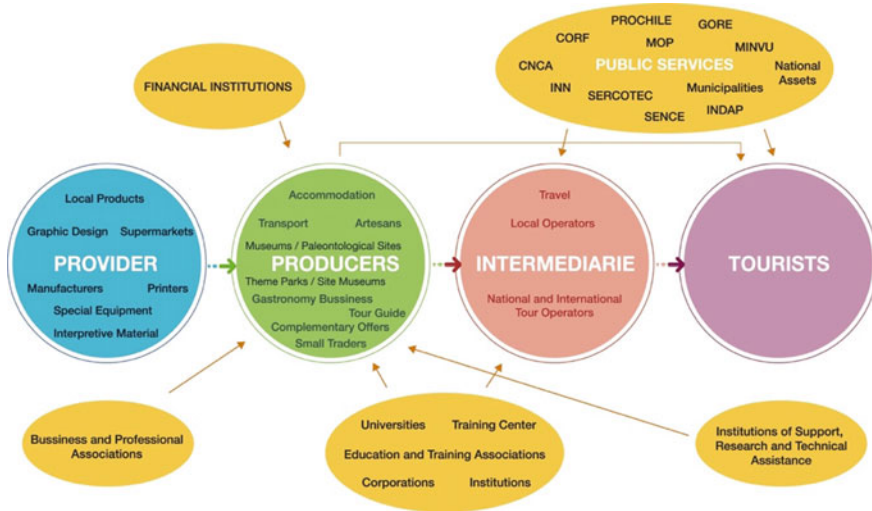 FINANCIAL INSTITUTIONS
PROCHILE
GORE
CORF
MOP
MINVU
CNCA
PUBLIC SERVICES
National
Assets
INN
SERCOTEC
Municipalities
SENCE
INDAP
Local Products
Graphic Design
Supermarkets
PROVIDER
Manufacturers
Printers
Special Equipment
Interpretive Material
Accommodation
Transport
Artesans
Museums / Paleontological Sites
PRODUCERS
Theme Parks / Site Museums
Gastronomy Bussiness
Tour Guide
Complementary Offers
Small Traders
Travel
Local Operators
INTERMEDIARIE
National and International
Tour Operators
TOURISTS
Bussiness and Professional
Associations
Universities
Training Center
Education and Training Associations
Corporations
Institutions
Institutions of Support,
Research and Technical
Assistance